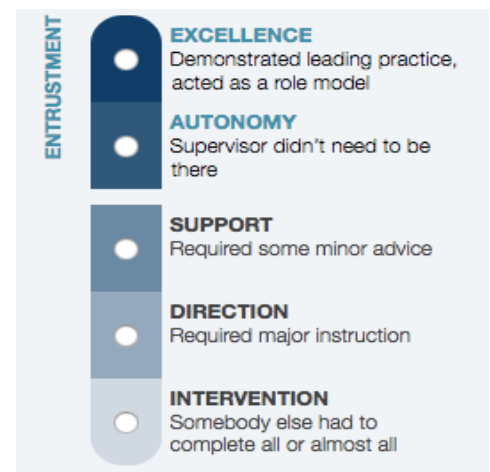 ENTRUSTMENT
EXCELLENCE
Demonstrated leading practice,
acted as a role model
AUTONOMY
Supervisor didn't need to be
there
SUPPORT
Required some minor advice
DIRECTION
Required major instruction
INTERVENTION
Somebody else had to
complete all or almost all